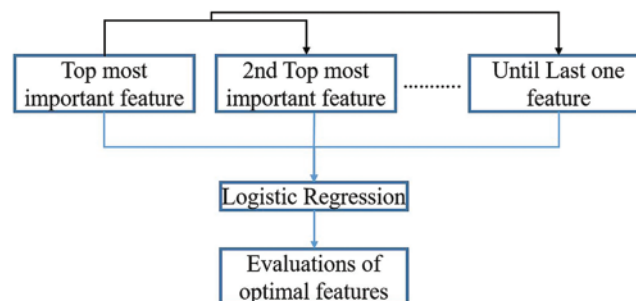 Top most
important feature
2nd Top most
important feature
...........
Until Last one
feature
Logistic Regression
Evaluations of
optimal features